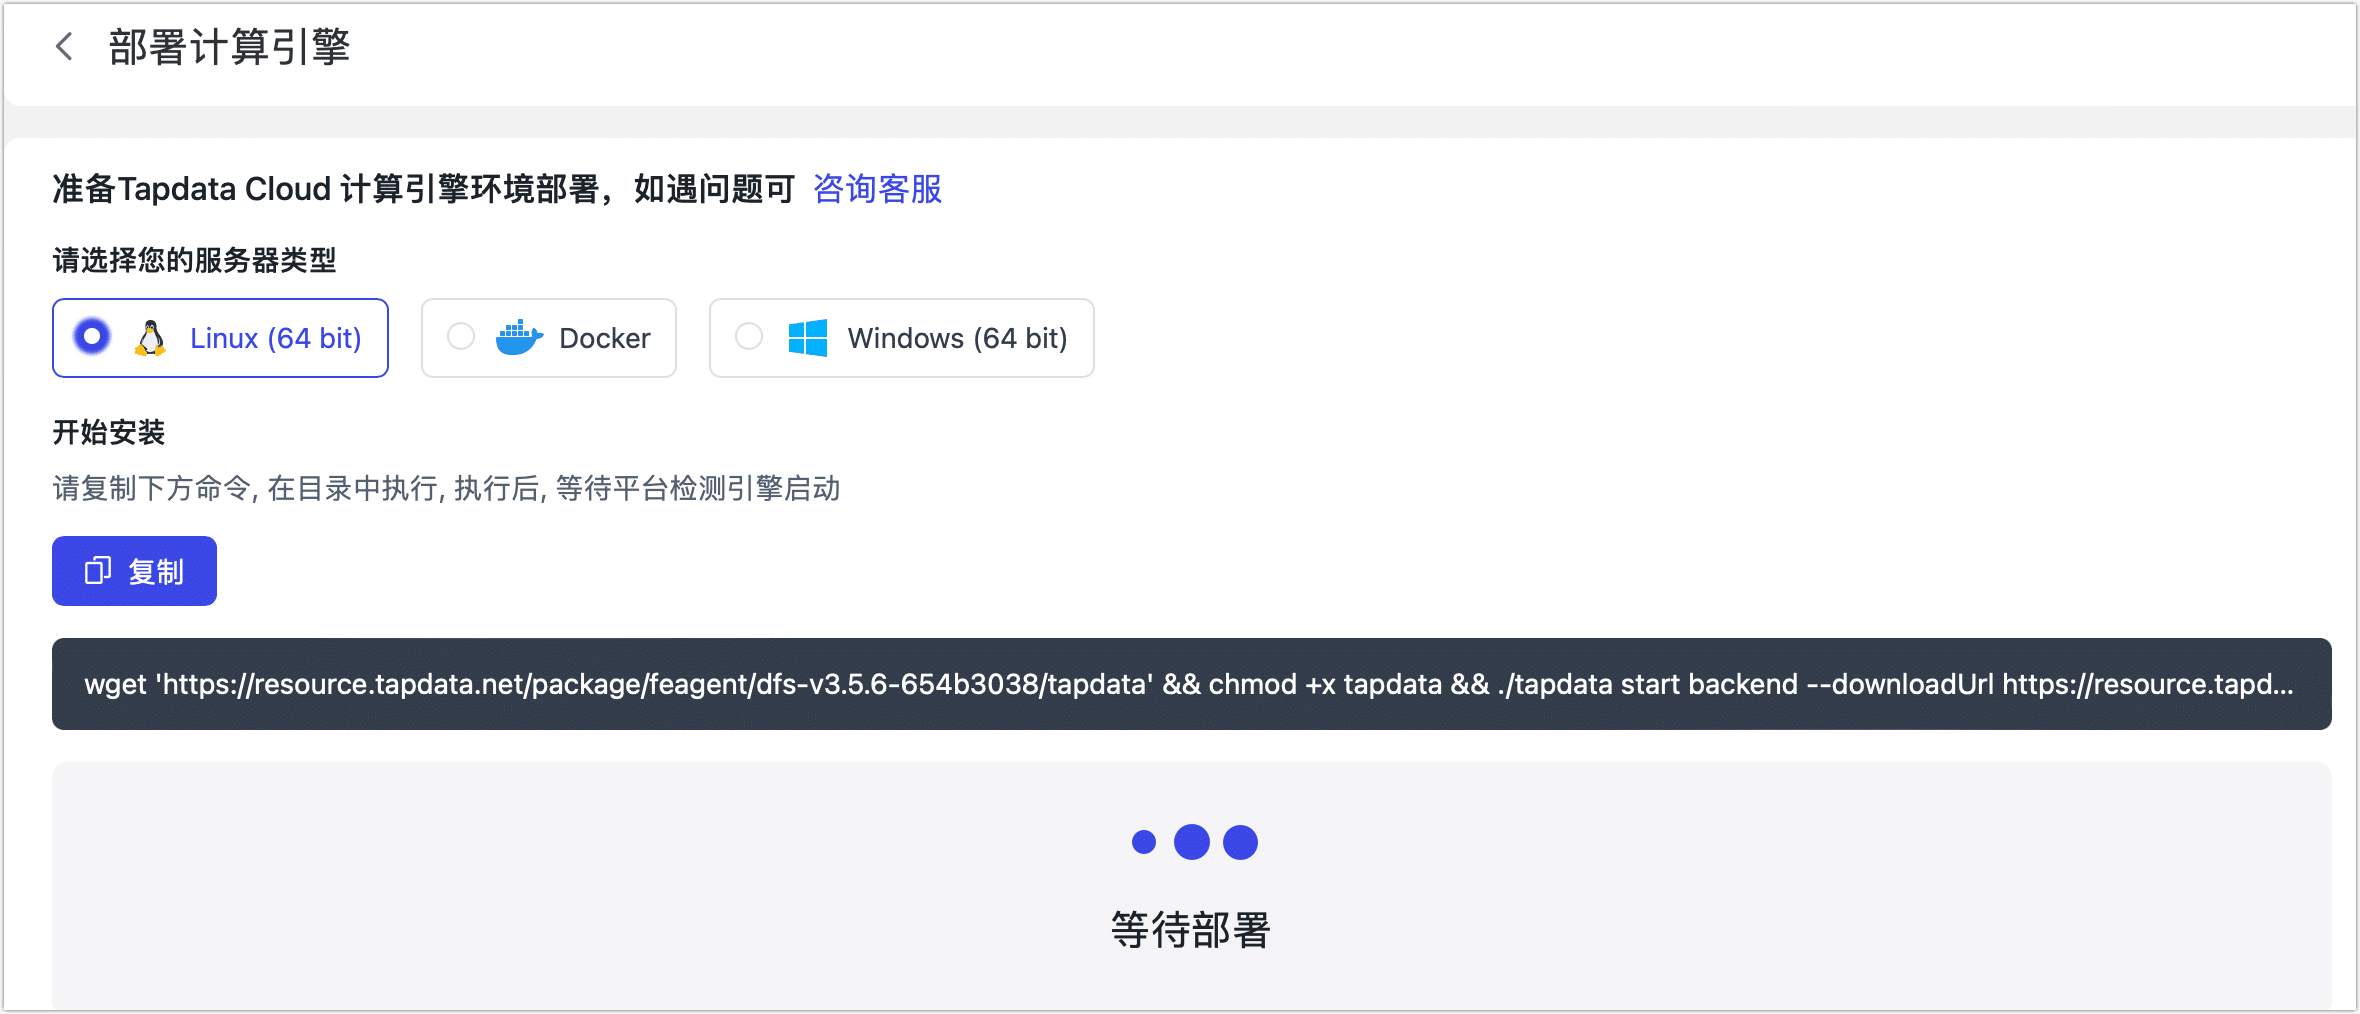 部署计算引擎
准备Tapdata Cloud 计算引擎环境部署，如遇问题可 咨询客服
请选择您的服务器类型
Linux (64 bit) Docker Windows (64 bit)
开始安装
请复制下方命令, 在目录中执行, 执行后, 等待平台检测引擎启动
复制
wget 'https://resource.tapdata.net/package/feagent/dfs-v3.5.6-654b3038/tapdata' && chmod +x tapdata && ./tapdata start backend --downloadUrl https://resource.tapd...
等待部署